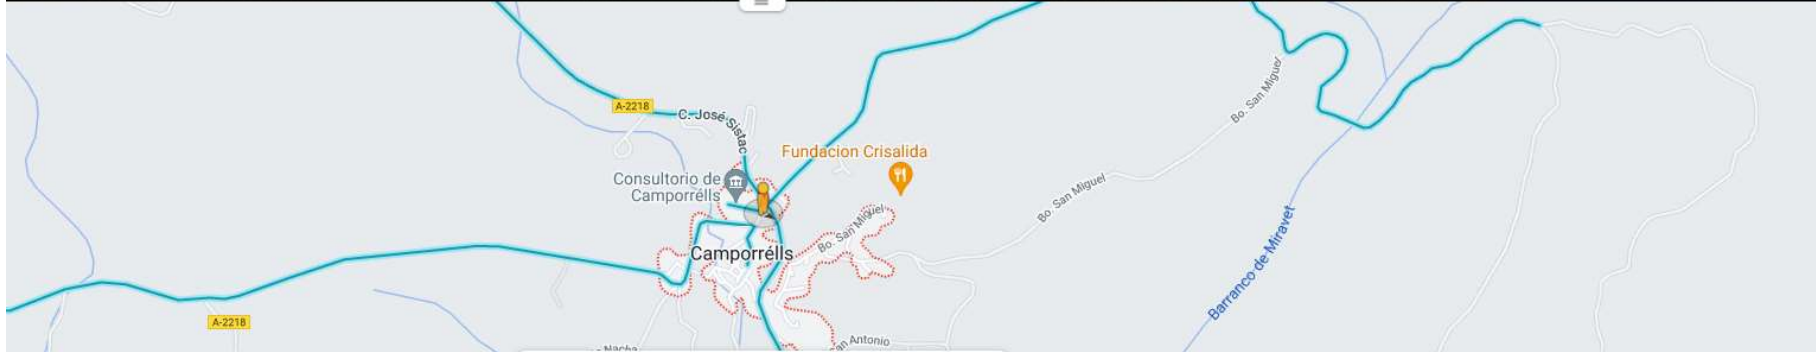 A-2218
C. José Sistac
Fundacion Crisalida
Consultorio de
Camporrélls
Bo. San Miguel
Bo. San Miguel
Bo. San Miguel
Camporrélls
Barranco de Miravet
A-2218
Nacha
an Antonio